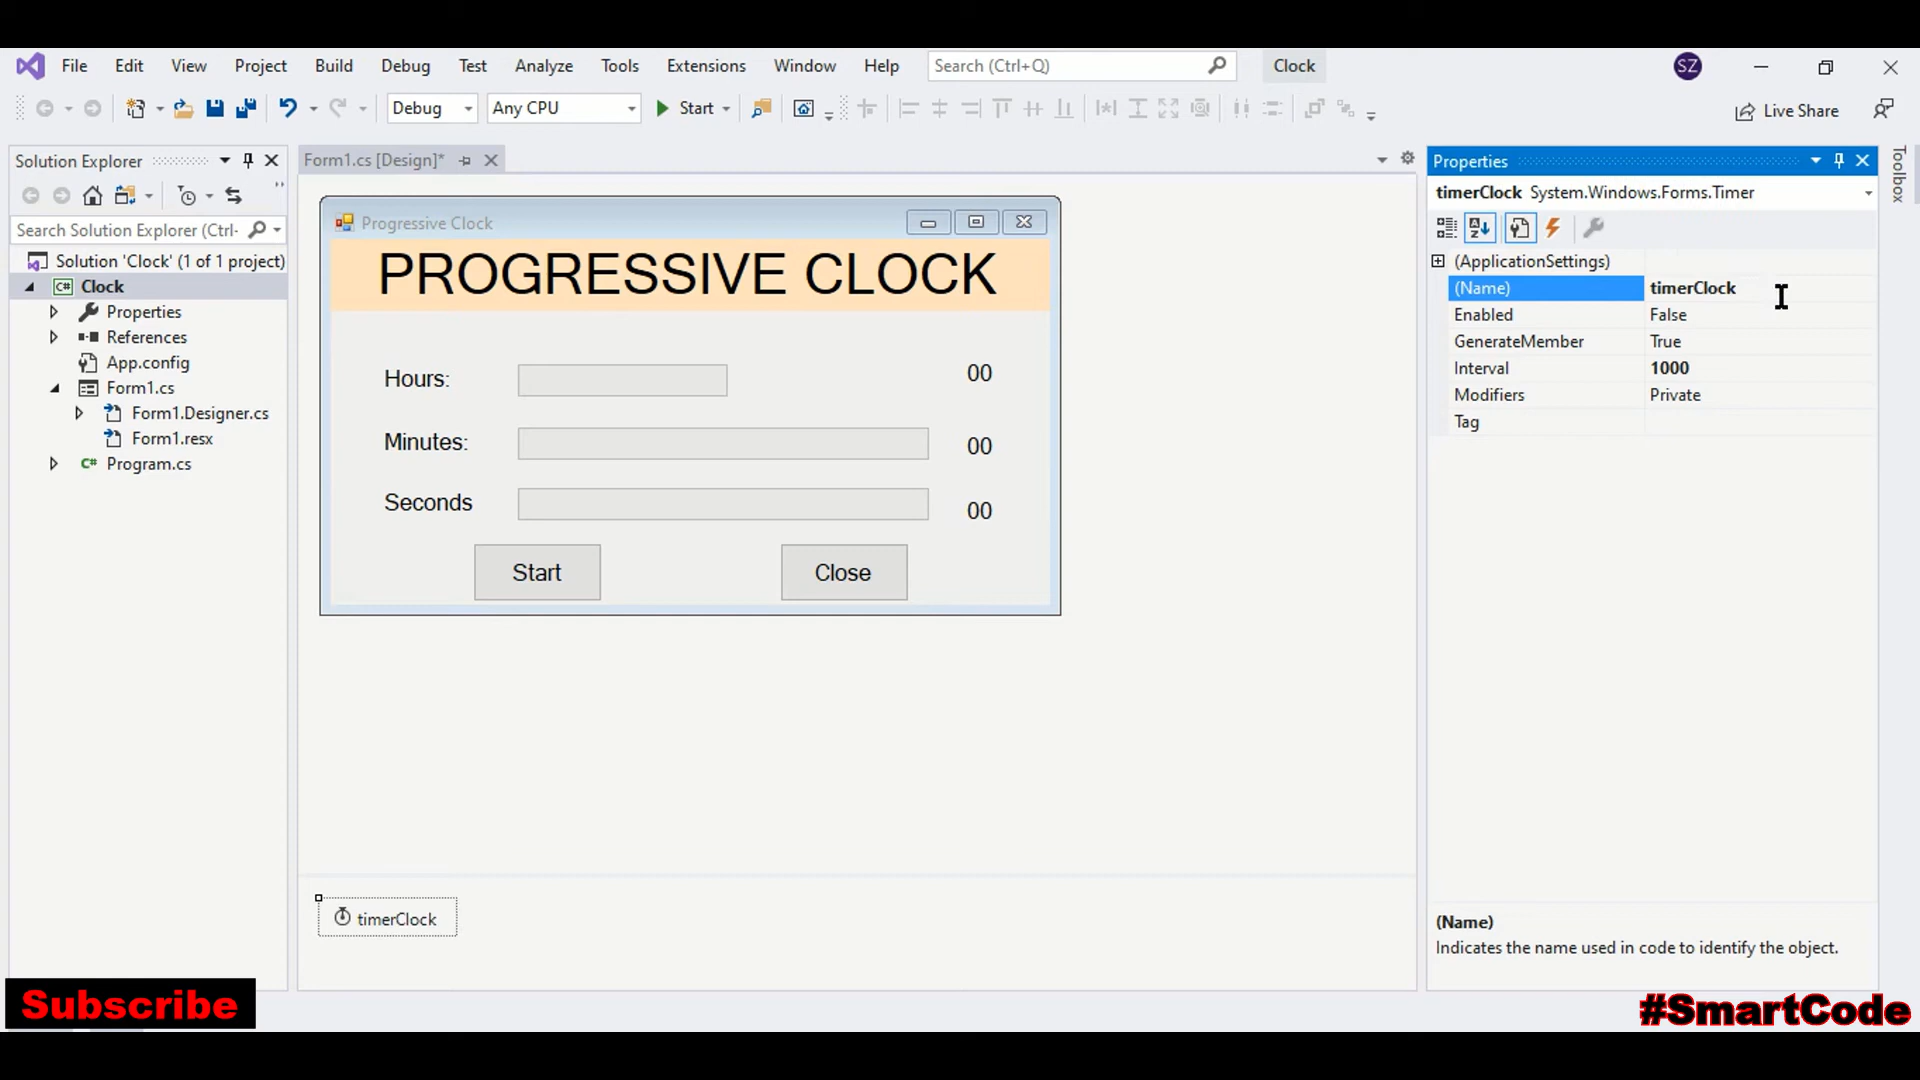 File Edit View Project Build Debug Test Analyze Tools Extensions Window Help Search (Ctrl+Q) Clock SZ
Debug Any CPU Start Live Share
Solution Explorer
Search Solution Explorer (Ctrl-
Solution 'Clock' (1 of 1 project)
Clock
Properties
References
App.config
Form1.cs
Form1.Designer.cs
Form1.resx
Program.cs
Form1.cs [Design]*
Progressive Clock
PROGRESSIVE CLOCK
Hours: 00
Minutes: 00
Seconds 00
Start Close
timerClock
Properties
timerClock System.Windows.Forms.Timer
(ApplicationSettings)
(Name) timerClock
Enabled False
GenerateMember True
Interval 1000
Modifiers Private
Tag
(Name)
Indicates the name used in code to identify the object.
Toolbox
Subscribe
#SmartCode